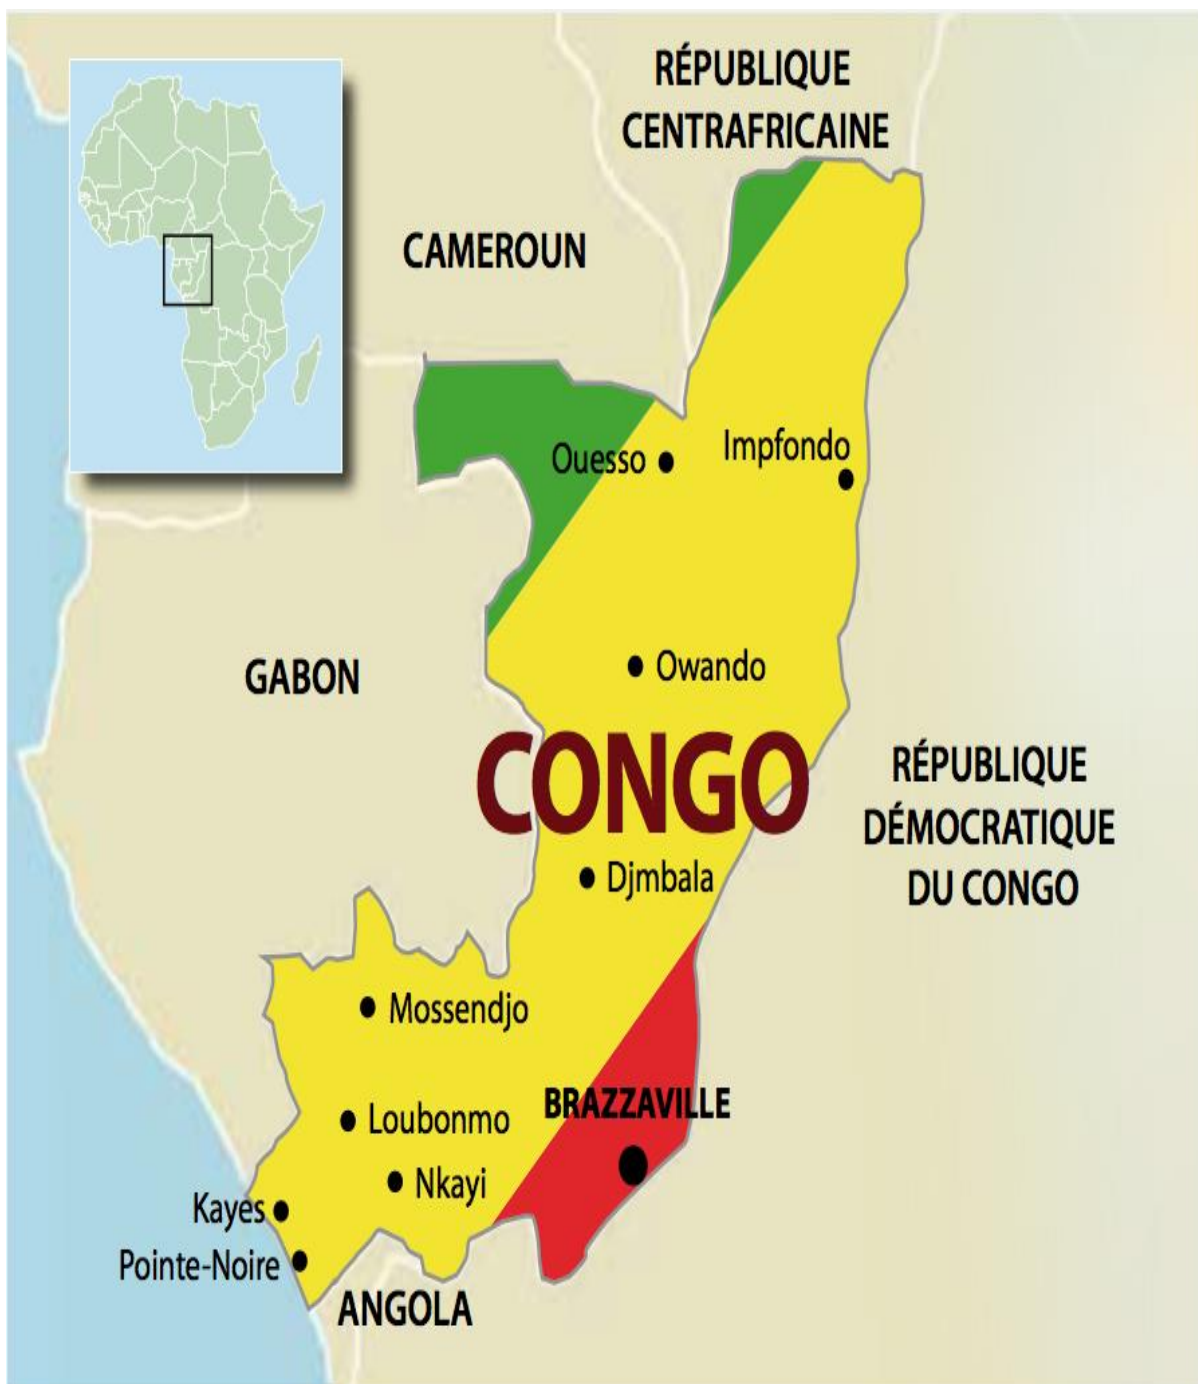 RÉPUBLIQUE
CENTRAFRICAINE
CAMEROUN
Impfondo
Ouesso
Owando
GABON
CONGO
RÉPUBLIQUE
DÉMOCRATIQUE
DU CONGO
Djmbala
Mossendjo
BRAZZAVILLE
Loubonmo
Nkayi
Kayes
Pointe-Noire
ANGOLA